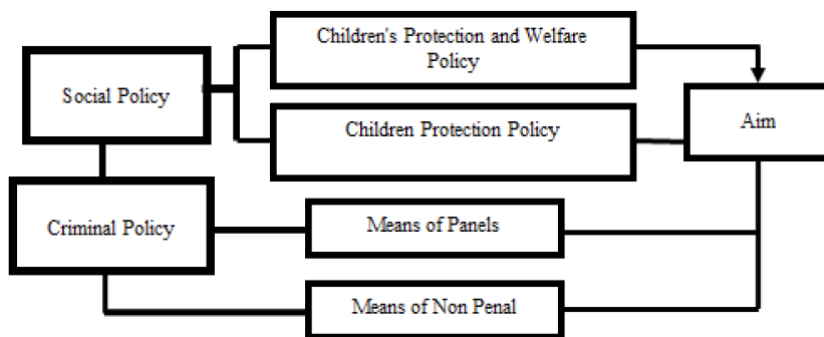 Children's Protection and Welfare
Policy
Social Policy
Children Protection Policy
Aim
Criminal Policy
Means of Panels
Means of Non Penal